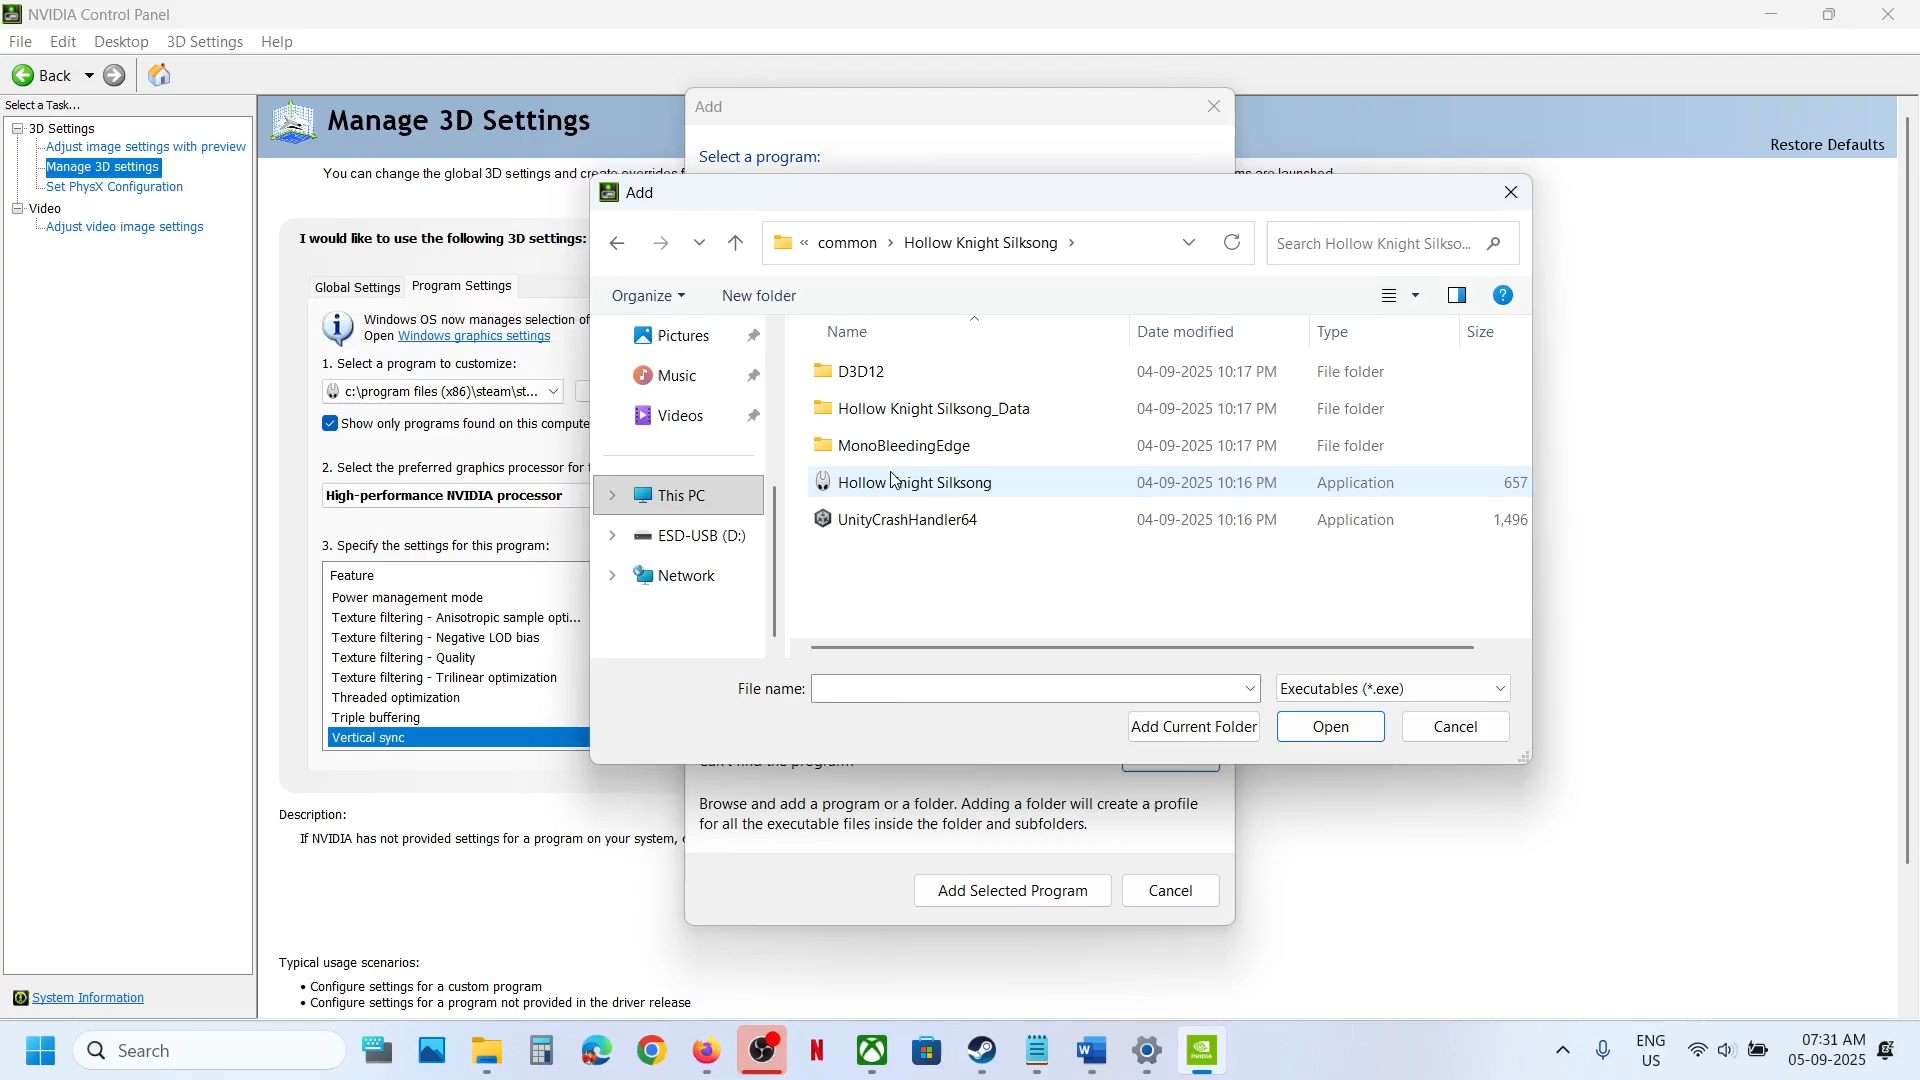 NVIDIA Control Panel
File Edit Desktop 3D Settings Help
Back
Select a Task...
3D Settings
Adjust image settings with preview
Manage 3D settings
Set PhysX Configuration
Video
Adjust video image settings
System Information
Manage 3D Settings
Restore Defaults
You can change the global 3D settings and create overrides
I would like to use the following 3D settings:
Global Settings Program Settings
Windows OS now manages selection of
Open Windows graphics settings
1. Select a program to customize:
c:\program files (x86)\steam\st...
Show only programs found on this compute
2. Select the preferred graphics processor for
High-performance NVIDIA processor
3. Specify the settings for this program:
Feature
Power management mode
Texture filtering - Anisotropic sample opti...
Texture filtering - Negative LOD bias
Texture filtering - Quality
Texture filtering - Trilinear optimization
Threaded optimization
Triple buffering
Vertical sync
Description:
If NVIDIA has not provided settings for a program on your system,
Typical usage scenarios:
• Configure settings for a custom program
• Configure settings for a program not provided in the driver release
Add
Select a program:
Add
« common › Hollow Knight Silksong ›
Search Hollow Knight Silkso...
Organize New folder
Pictures
Music
Videos
This PC
ESD-USB (D:)
Network
Name Date modified Type Size
D3D12 04-09-2025 10:17 PM File folder
Hollow Knight Silksong_Data 04-09-2025 10:17 PM File folder
MonoBleedingEdge 04-09-2025 10:17 PM File folder
Hollow Knight Silksong 04-09-2025 10:16 PM Application 657
UnityCrashHandler64 04-09-2025 10:16 PM Application 1,496
File name: Executables (*.exe)
Add Current Folder Open Cancel
Browse and add a program or a folder. Adding a folder will create a profile
for all the executable files inside the folder and subfolders.
Add Selected Program Cancel
Search
ENG
US
07:31 AM
05-09-2025